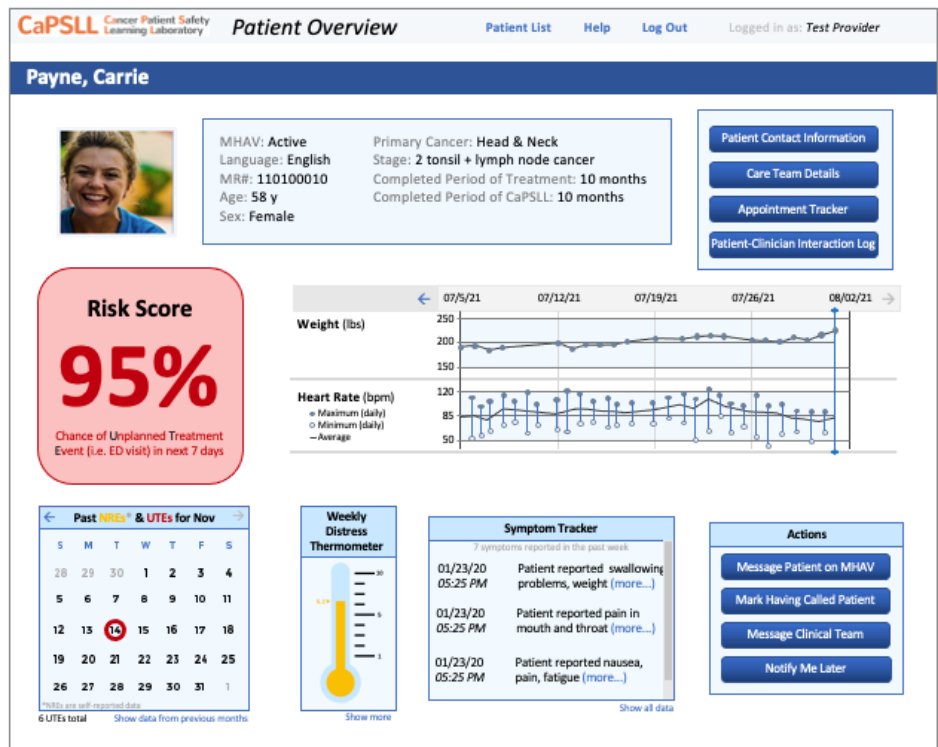 CaPSLL Cancer Patient Safety Learning Laboratory
Patient Overview
Patient List
Help
Log Out
Logged in as: Test Provider
Payne, Carrie
MHAV: Active
Language: English
MR#: 110100010
Age: 58 y
Sex: Female
Primary Cancer: Head & Neck
Stage: 2 tonsil + lymph node cancer
Completed Period of Treatment: 10 months
Completed Period of CaPSLL: 10 months
Patient Contact Information
Care Team Details
Appointment Tracker
Patient-Clinician Interaction Log
Risk Score
95%
Chance of Unplanned Treatment
Event (i.e. ED visit) in next 7 days
← 07/5/21 07/12/21 07/19/21 07/26/21 08/02/21 →
Weight (lbs)
250
200
150
Heart Rate (bpm)
Maximum (daily)
Minimum (daily)
Average
120
85
50
← Past NREs* & UTEs for Nov →
S M T W T F S
28 29 30 1 2 3 4
5 6 7 8 9 10 11
12 13 14 15 16 17 18
19 20 21 22 23 24 25
26 27 28 29 30 31 1
*NREs are self-reported data
6 UTEs total
Show data from previous months
Weekly
Distress
Thermometer
10
5
1
Show more
Symptom Tracker
7 symptoms reported in the past week
01/23/20 Patient reported swallowing
05:25 PM problems, weight (more...)
01/23/20 Patient reported pain in
05:25 PM mouth and throat (more...)
01/23/20 Patient reported nausea,
05:25 PM pain, fatigue (more...)
Show all data
Actions
Message Patient on MHAV
Mark Having Called Patient
Message Clinical Team
Notify Me Later